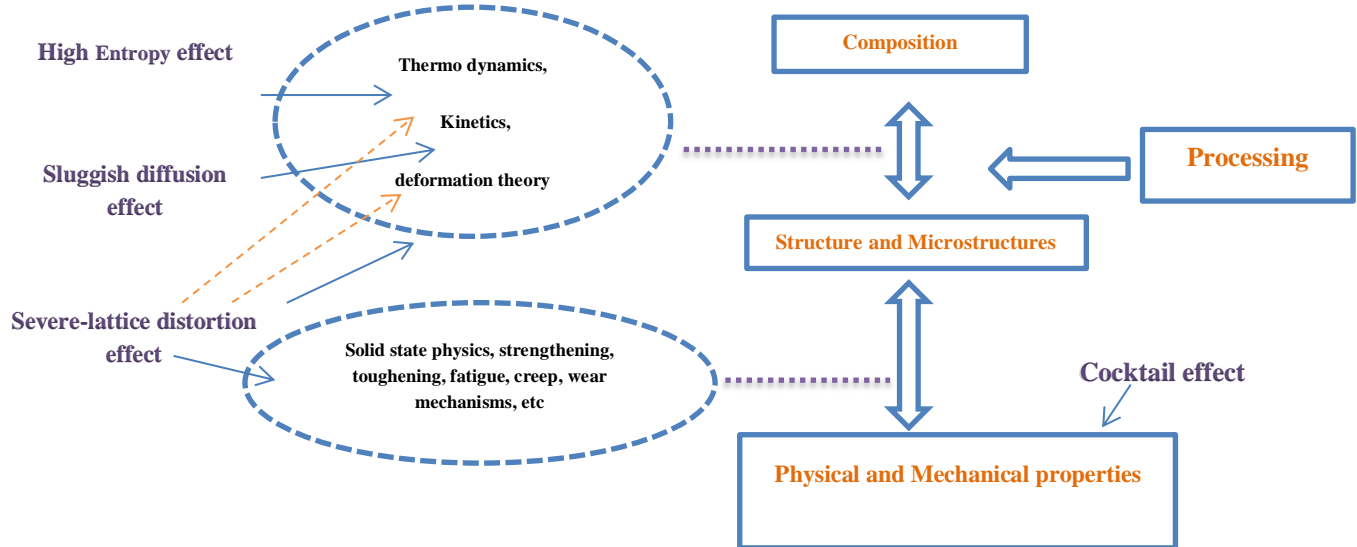 High Entropy effect
Thermo dynamics,
Kinetics,
deformation theory
Sluggish diffusion
effect
Severe-lattice distortion
effect
Solid state physics, strengthening,
toughening, fatigue, creep, wear
mechanisms, etc
Composition
Processing
Structure and Microstructures
Cocktail effect
Physical and Mechanical properties